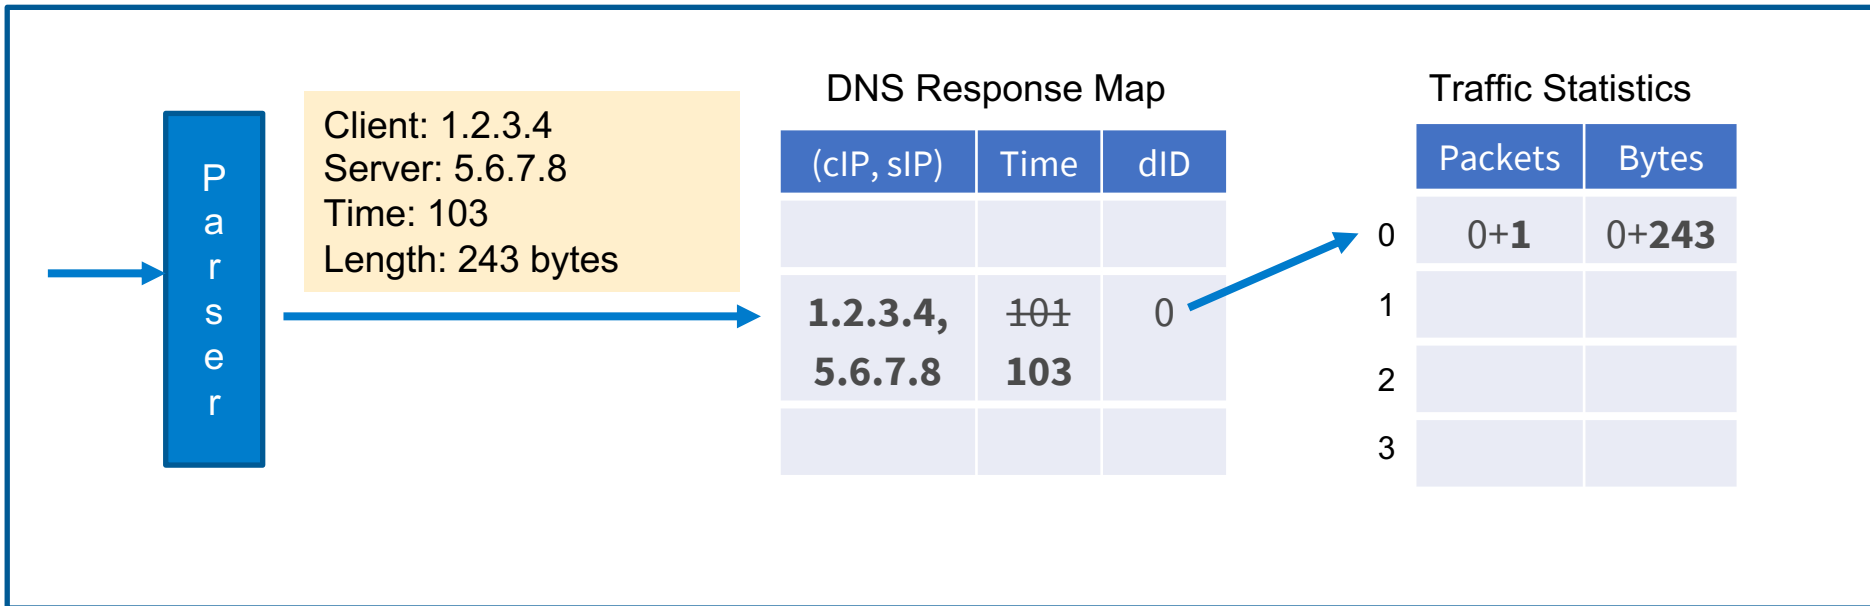 Parser
Client: 1.2.3.4
Server: 5.6.7.8
Time: 103
Length: 243 bytes
DNS Response Map
(cIP, sIP) Time dID
1.2.3.4, 101 0
5.6.7.8 103
Traffic Statistics
Packets Bytes
0 0+1 0+243
1
2
3